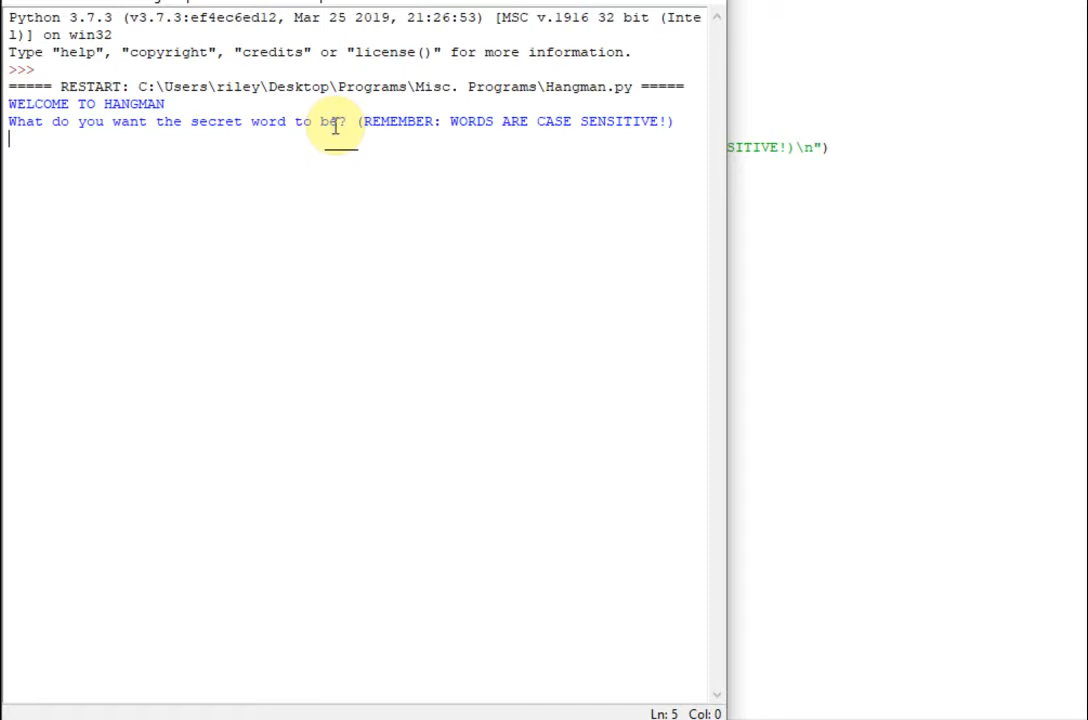 Python 3.7.3 (v3.7.3:ef4ec6ed12, Mar 25 2019, 21:26:53) [MSC v.1916 32 bit (Inte
l)] on win32
Type "help", "copyright", "credits" or "license()" for more information.
>>>
===== RESTART: C:\Users\riley\Desktop\Programs\Misc. Programs\Hangman.py =====
WELCOME TO HANGMAN
What do you want the secret word to be? (REMEMBER: WORDS ARE CASE SENSITIVE!)
SITIVE!)\n")
Ln: 5 Col: 0